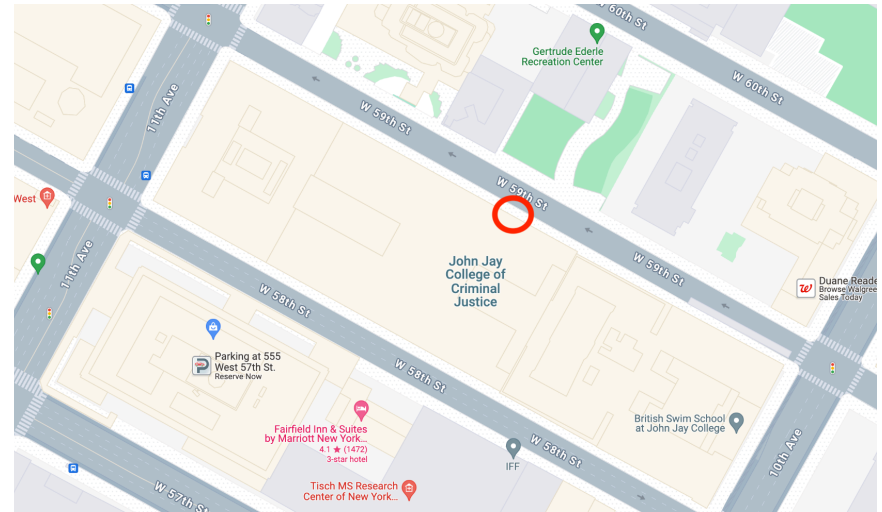 W 60th St
Gertrude Ederle
Recreation Center
W 60th St
11th Ave
W 59th St
W 59th St
West
11th Ave
John Jay
College of
Criminal
Justice
W 59th St
Duane Reade
Browse Walgree
Sales Today
W 58th St
Parking at 555
West 57th St.
Reserve Now
W 58th St
Fairfield Inn & Suites
by Marriott New York...
4.1 ★ (1472)
3-star hotel
British Swim School
at John Jay College
W 58th St
10th Ave
IFF
Tisch MS Research
Center of New York...
W 57th St